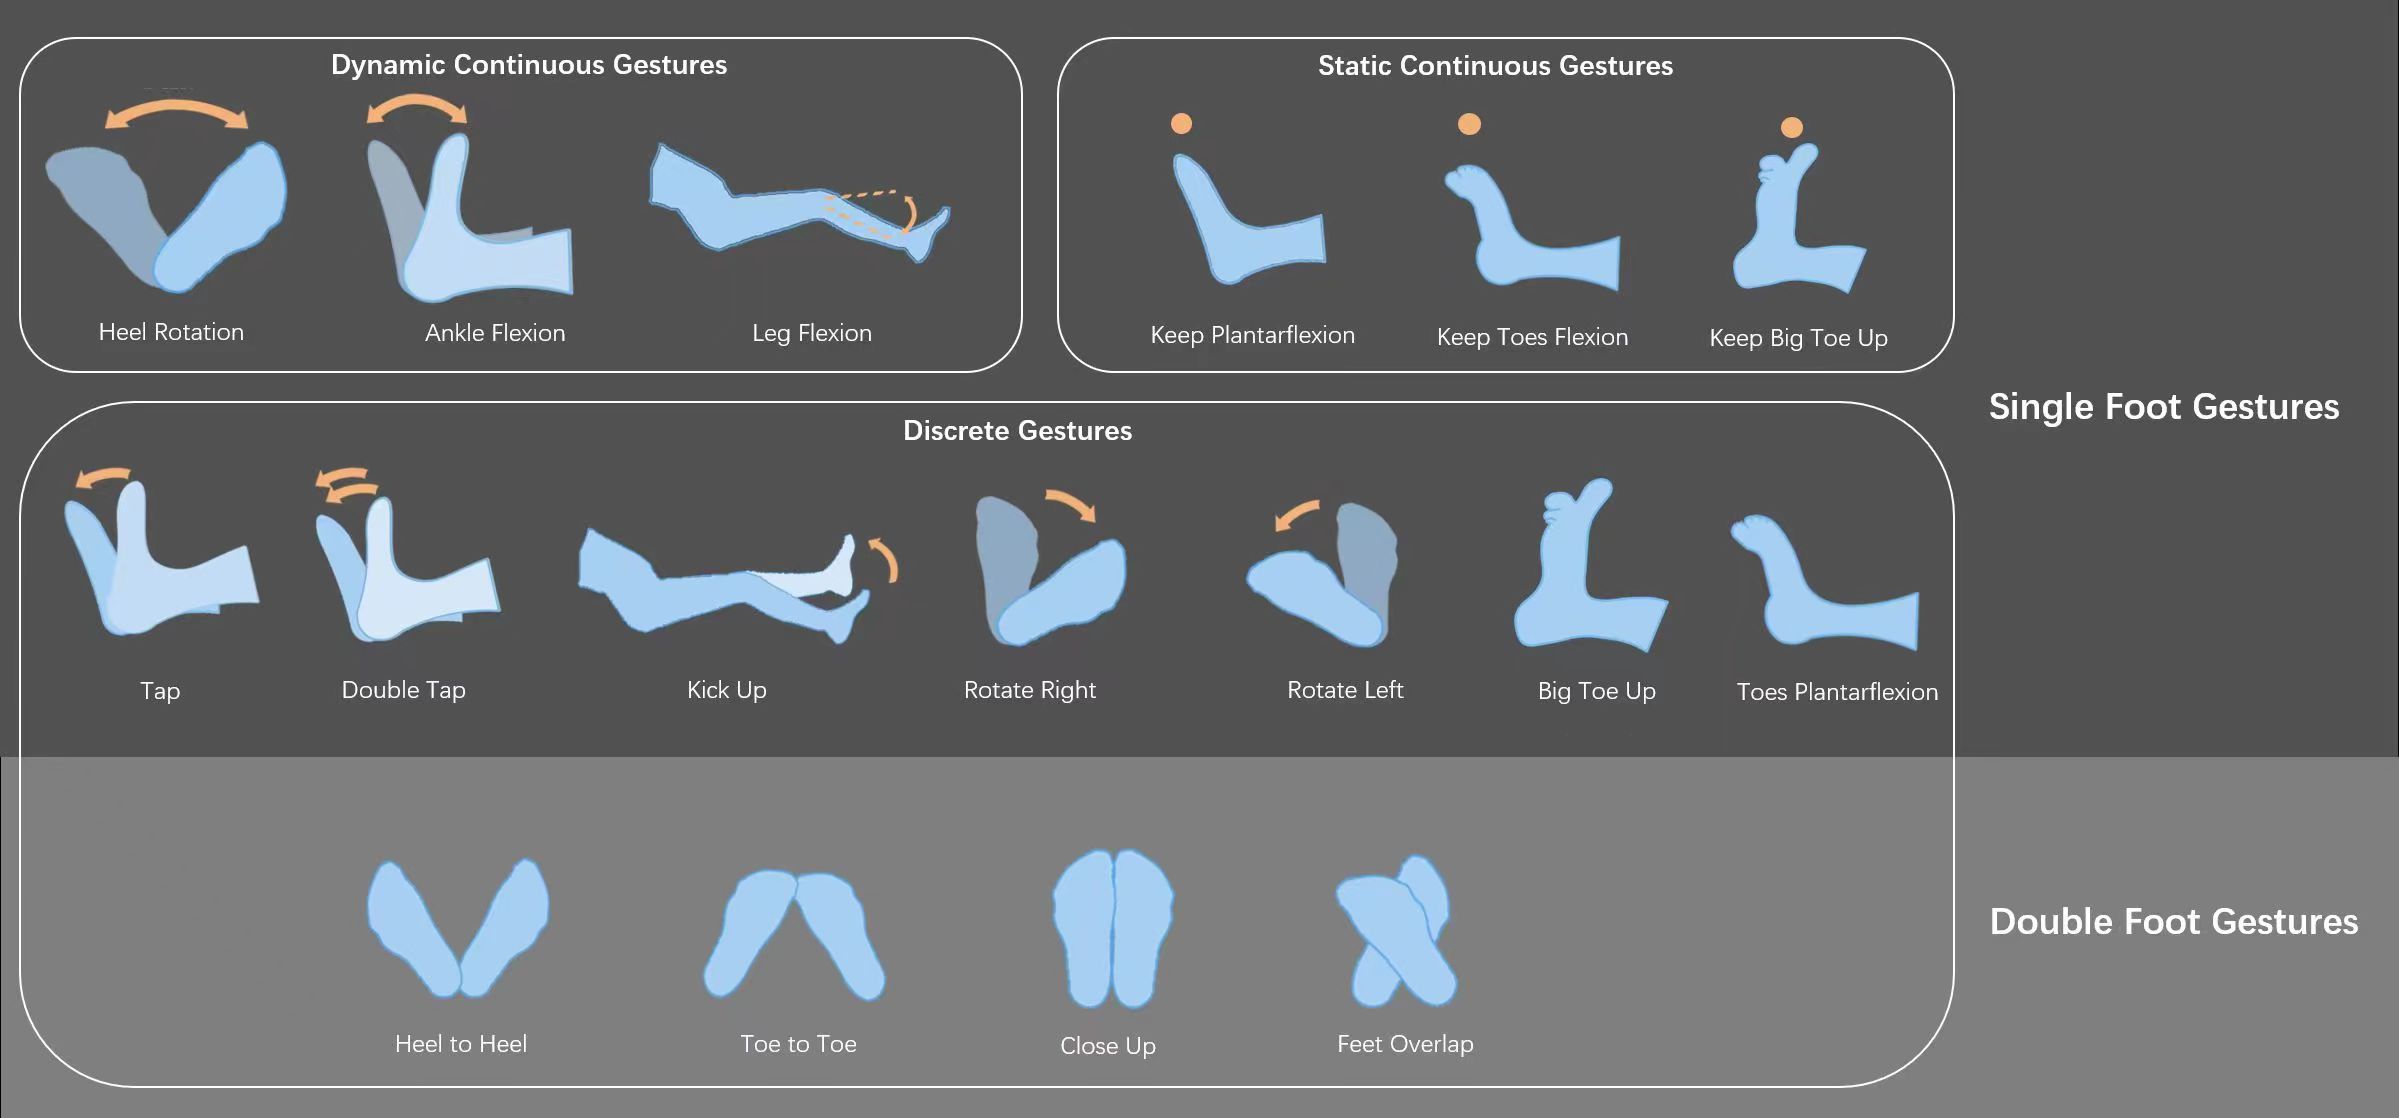 Dynamic Continuous Gestures
Heel Rotation
Ankle Flexion
Leg Flexion
Static Continuous Gestures
Keep Plantarflexion
Keep Toes Flexion
Keep Big Toe Up
Single Foot Gestures
Discrete Gestures
Tap
Double Tap
Kick Up
Rotate Right
Rotate Left
Big Toe Up
Toes Plantarflexion
Heel to Heel
Toe to Toe
Close Up
Feet Overlap
Double Foot Gestures